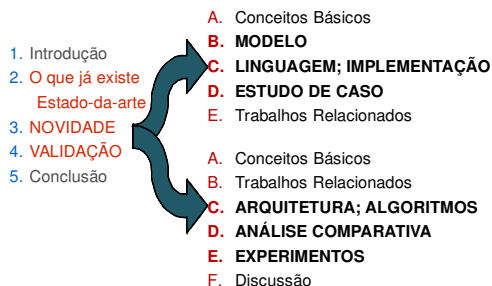 1. Introdução
2. O que já existe
Estado-da-arte
3. NOVIDADE
4. VALIDAÇÃO
5. Conclusão
A. Conceitos Básicos
B. MODELO
C. LINGUAGEM; IMPLEMENTAÇÃO
D. ESTUDO DE CASO
E. Trabalhos Relacionados
A. Conceitos Básicos
B. Trabalhos Relacionados
C. ARQUITETURA; ALGORITMOS
D. ANÁLISE COMPARATIVA
E. EXPERIMENTOS
F. Discussão